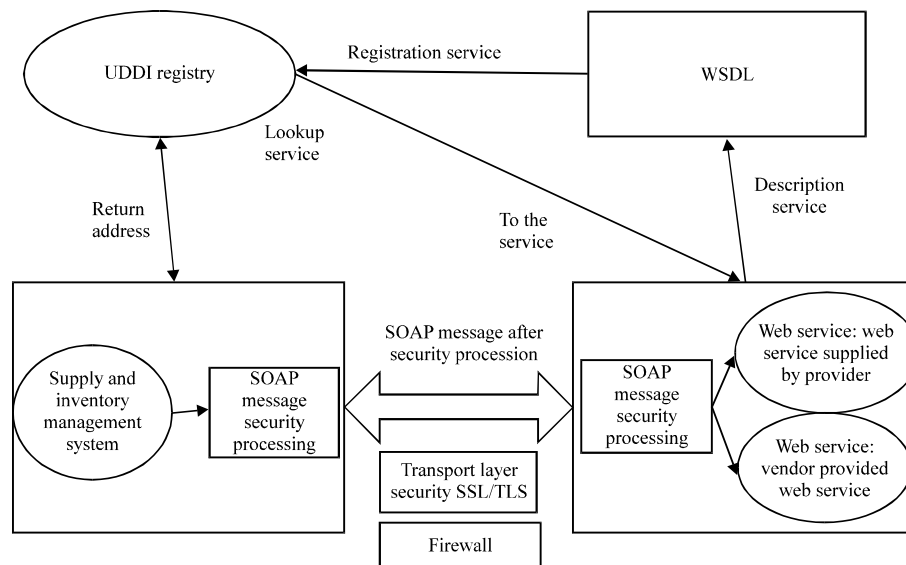 Registration service
UDDI registry
WSDL
Lookup
service
Return
address
To the
service
Description
service
SOAP message after
security procession
Supply and
inventory
management
system
SOAP
message
security
processing
SOAP
message
security
processing
Web service: web
service supplied
by provider
Web service:
vendor provided
web service
Transport layer
security SSL/TLS
Firewall